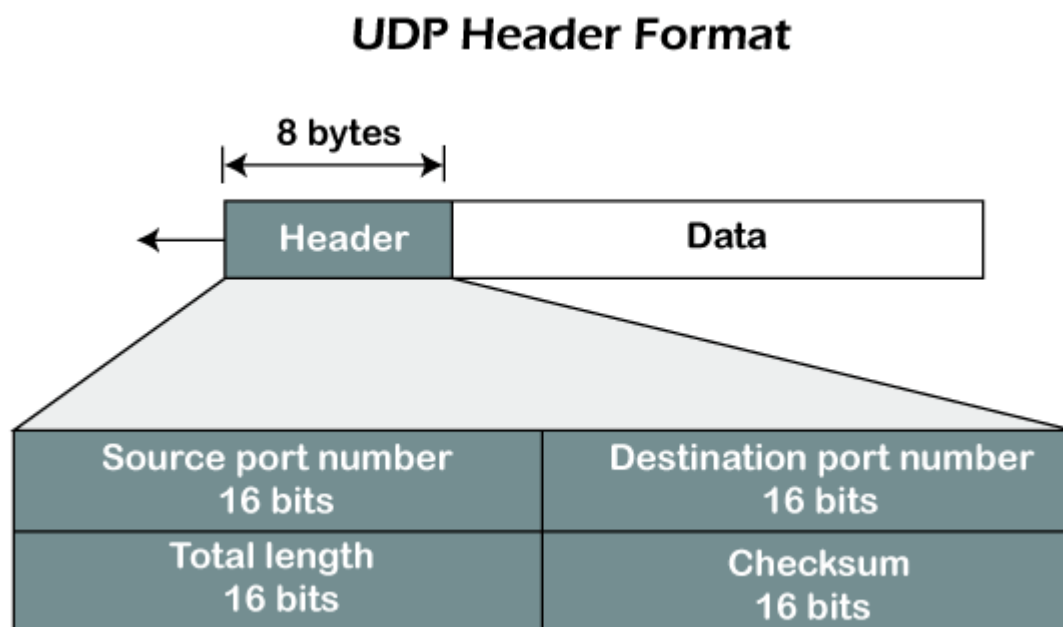 UDP Header Format
8 bytes
Header
Data
Source port number
16 bits
Destination port number
16 bits
Total length
16 bits
Checksum
16 bits